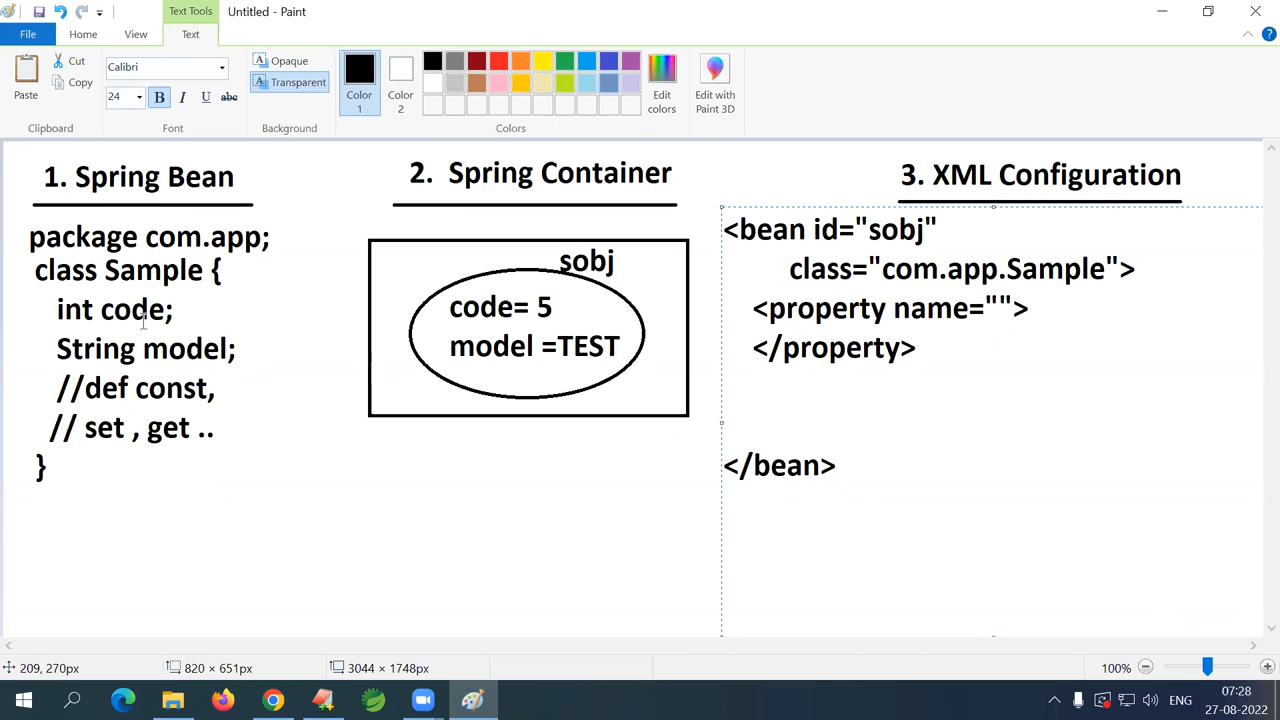 Text Tools
Untitled - Paint
File
Home
View
Text
Paste
Cut
Copy
Clipboard
Calibri
24
B I U abc
Font
Opaque
Transparent
Background
Color 1
Color 2
Edit colors
Colors
Edit with Paint 3D
1. Spring Bean
package com.app;
class Sample {
int code;
String model;
//def const,
// set , get ..
}
2. Spring Container
sobj
code= 5
model =TEST
3. XML Configuration
<bean id="sobj"
class="com.app.Sample">
<property name="">
</property>
</bean>
209, 270px
820 × 651px
3044 × 1748px
100%
ENG
07:28
27-08-2022